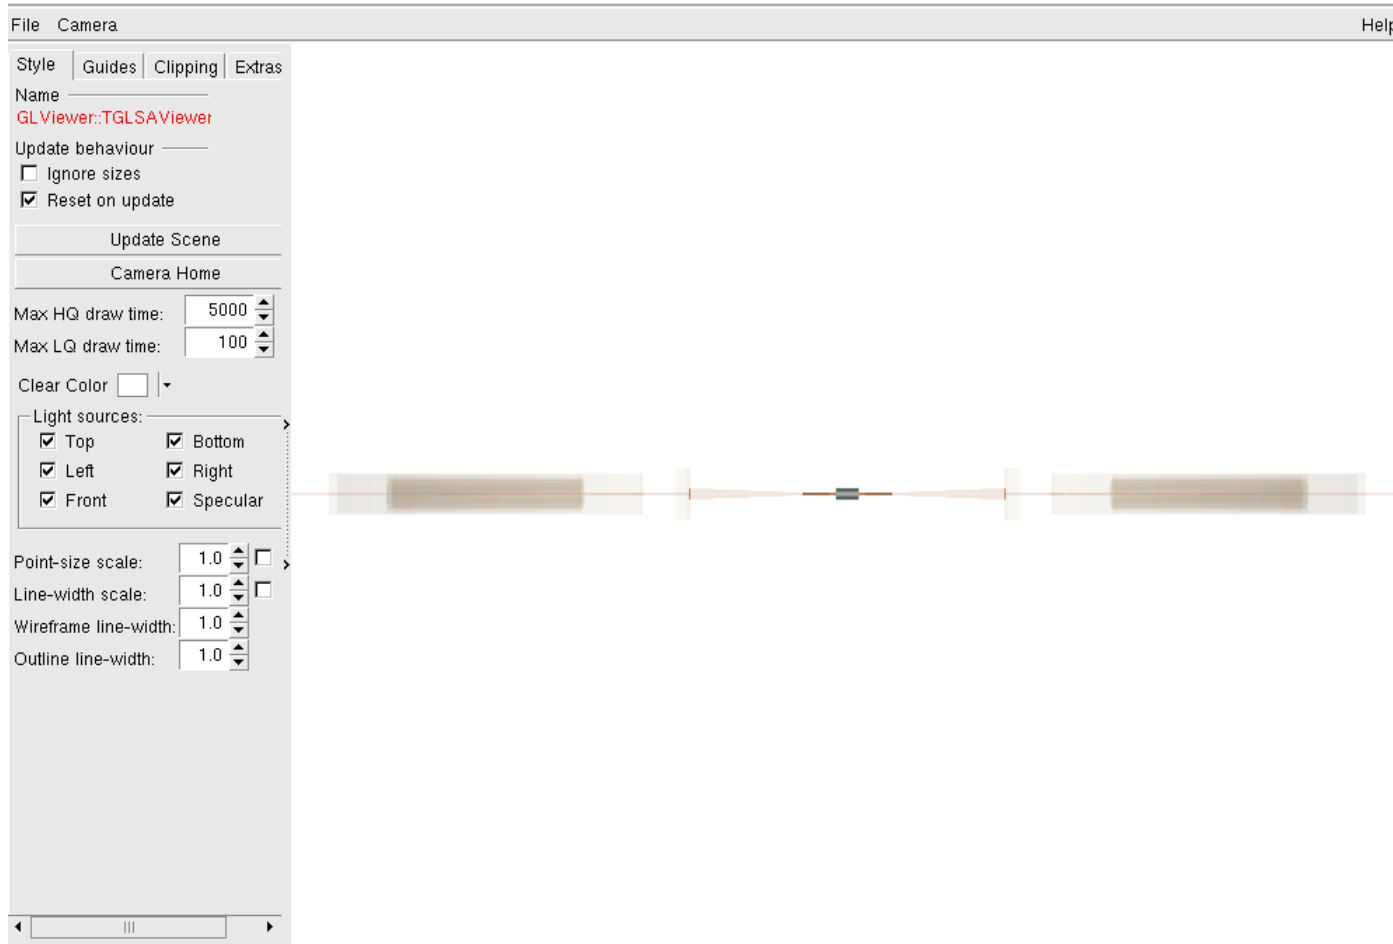 File Camera Help
Style Guides Clipping Extras
Name
GLViewer::TGLSAViewer
Update behaviour
Ignore sizes
Reset on update
Update Scene
Camera Home
Max HQ draw time: 5000
Max LQ draw time: 100
Clear Color
Light sources:
Top Bottom
Left Right
Front Specular
Point-size scale: 1.0
Line-width scale: 1.0
Wireframe line-width: 1.0
Outline line-width: 1.0